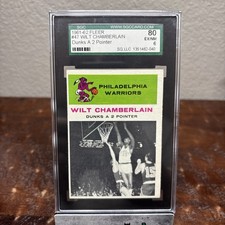 1961-62 FLEER
#47 WILT CHAMBERLAIN
Dunks A 2 Pointer
80
EX/NM
6
PHILADELPHIA
WARRIORS
WILT CHAMBERLAIN
DUNKS A 2 POINTER